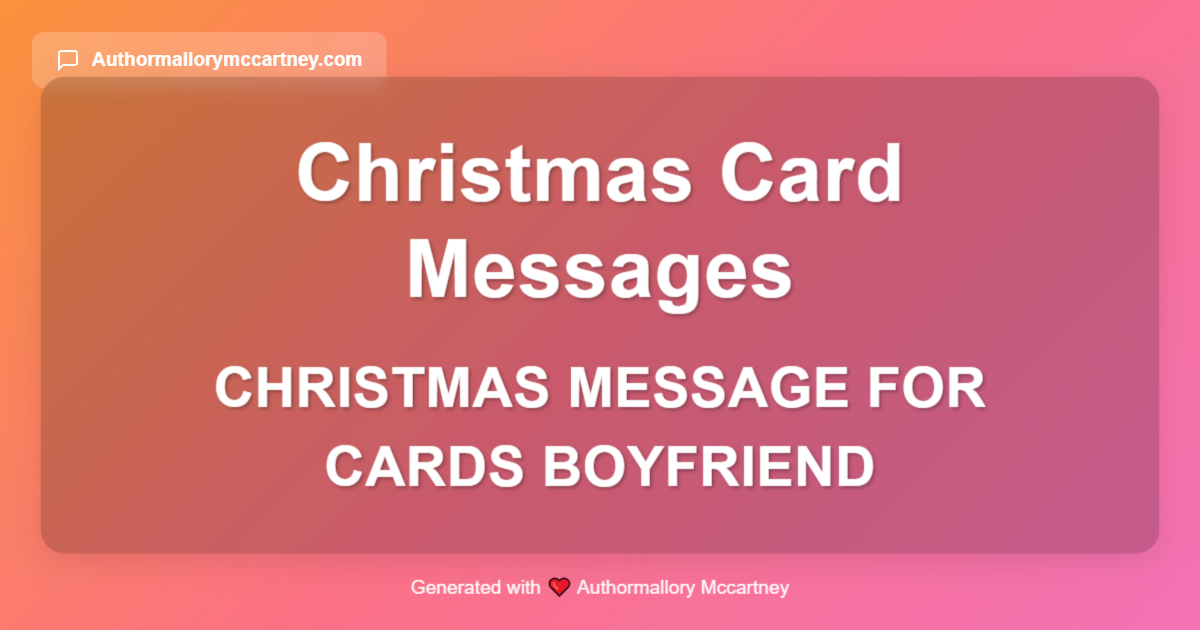 Authormallorymccartney.com
Christmas Card
Messages
CHRISTMAS MESSAGE FOR
CARDS BOYFRIEND
Generated with ❤️ Authormallory Mccartney